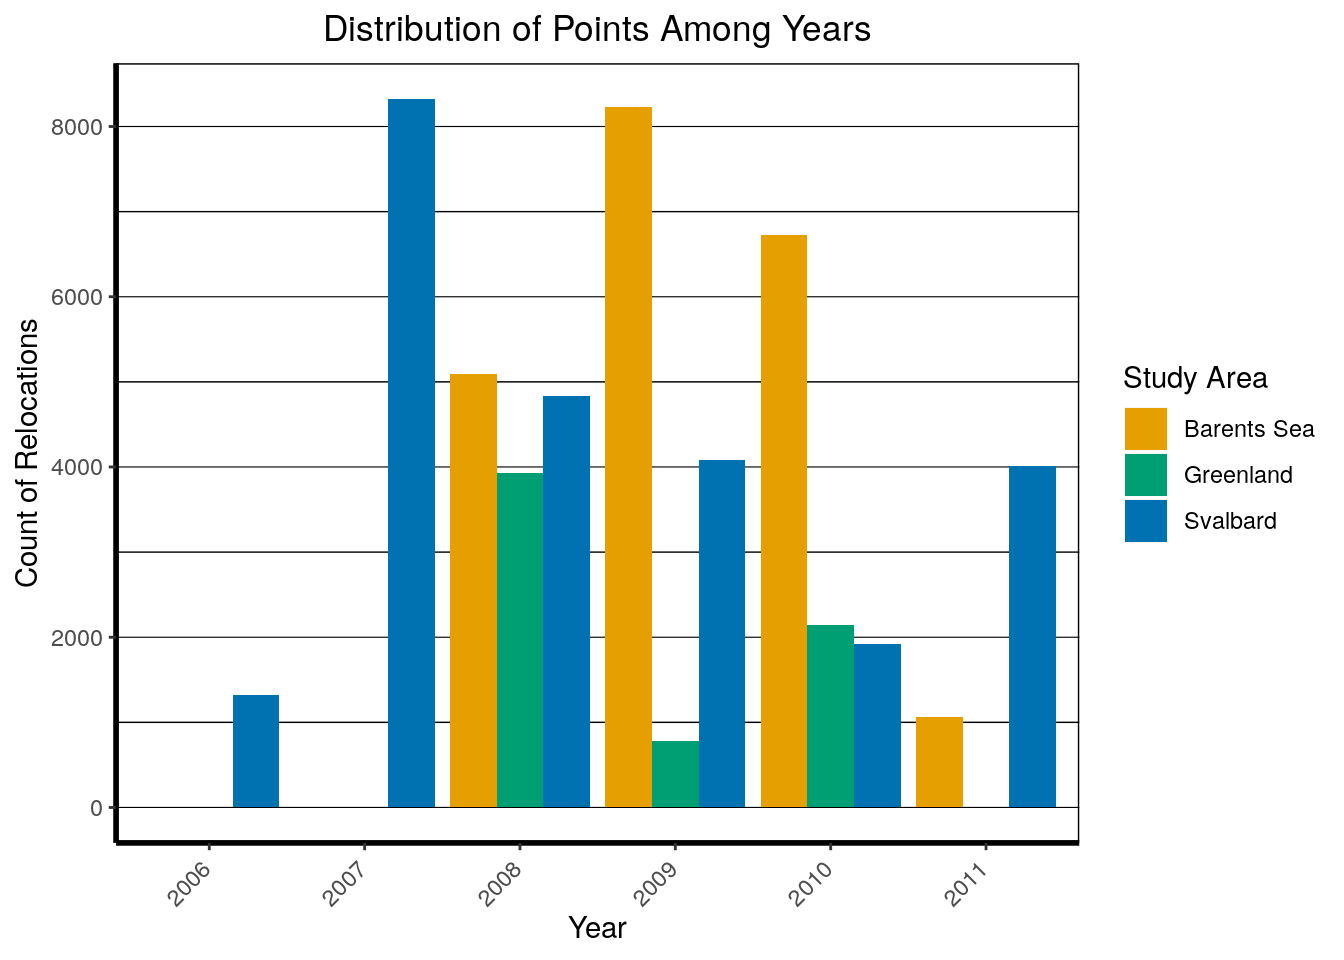 Distribution of Points Among Years
8000
6000
4000
2000
0
Count of Relocations
2006
2007
2008
2009
2010
2011
Year
Study Area
Barents Sea
Greenland
Svalbard